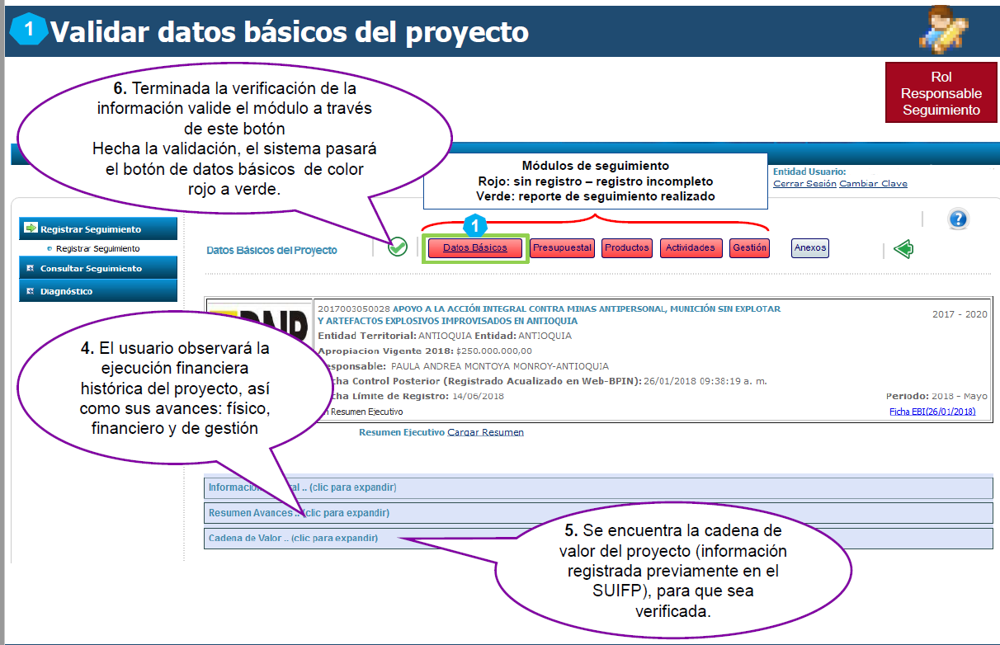 1 Validar datos básicos del proyecto
Rol
Responsable
Seguimiento
6. Terminada la verificación de la
información valide el módulo a través
de este botón
Hecha la validación, el sistema pasará
el botón de datos básicos de color
rojo a verde.
Módulos de seguimiento
Rojo: sin registro – registro incompleto
Verde: reporte de seguimiento realizado
Entidad Usuario:
Cerrar Sesión Cambiar Clave
Registrar Seguimiento
Registrar Seguimiento
Consultar Seguimiento
Diagnóstico
1
Datos Básicos del Proyecto
Datos Básicos Presupuestal Productos Actividades Gestión Anexos
?
DNP
2017003050028 APOYO A LA ACCIÓN INTEGRAL CONTRA MINAS ANTIPERSONAL, MUNICIÓN SIN EXPLOTAR
Y ARTEFACTOS EXPLOSIVOS IMPROVISADOS EN ANTIOQUIA
2017 - 2020
Entidad Territorial: ANTIOQUIA Entidad: ANTIOQUIA
Apropiacion Vigente 2018: $250.000.000,00
esponsable: PAULA ANDREA MONTOYA MONROY-ANTIOQUIA
cha Control Posterior (Registrado Acualizado en Web-BPIN): 26/01/2018 09:38:19 a. m.
cha Límite de Registro: 14/06/2018
Periodo: 2018 - Mayo
n Resumen Ejecutivo
Ficha EBI(26/01/2018)
Resumen Ejecutivo Cargar Resumen
4. El usuario observará la
ejecución financiera
histórica del proyecto, así
como sus avances: físico,
financiero y de gestión
Información al .. (clic para expandir)
Resumen Avances .. (clic para expandir)
Cadena de Valor .. (clic para expandir)
5. Se encuentra la cadena de
valor del proyecto (información
registrada previamente en el
SUIFP), para que sea
verificada.